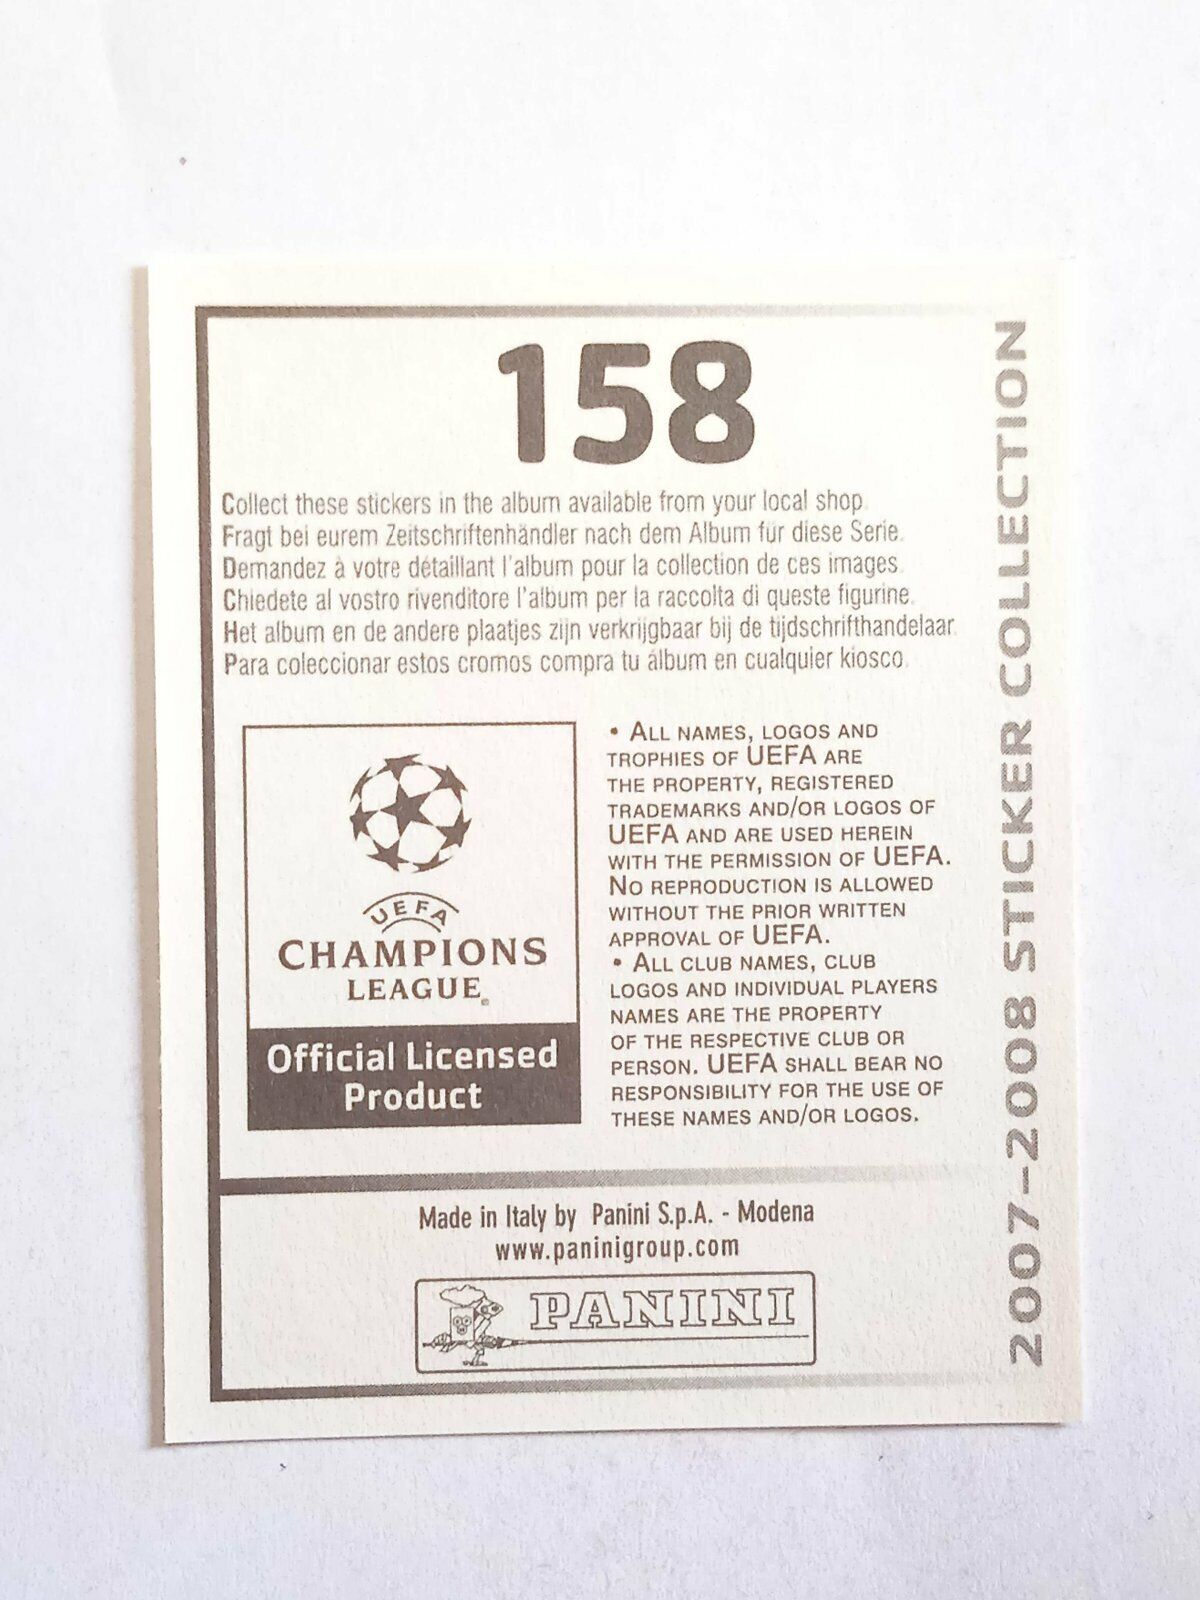 158
Collect these stickers in the album available from your local shop.
Fragt bei eurem Zeitschriftenhändler nach dem Album für diese Serie.
Demandez à votre détaillant l'album pour la collection de ces images.
Chiedete al vostro rivenditore l'album per la raccolta di queste figurine.
Het album en de andere plaatjes zijn verkrijgbaar bij de tijdschrifthandelaar.
Para coleccionar estos cromos compra tu álbum en cualquier kiosco.
UEFA
CHAMPIONS
LEAGUE
Official Licensed
Product
• ALL NAMES, LOGOS AND
TROPHIES OF UEFA ARE
THE PROPERTY, REGISTERED
TRADEMARKS AND/OR LOGOS OF
UEFA AND ARE USED HEREIN
WITH THE PERMISSION OF UEFA.
NO REPRODUCTION IS ALLOWED
WITHOUT THE PRIOR WRITTEN
APPROVAL OF UEFA.
• ALL CLUB NAMES, CLUB
LOGOS AND INDIVIDUAL PLAYERS
NAMES ARE THE PROPERTY
OF THE RESPECTIVE CLUB OR
PERSON. UEFA SHALL BEAR NO
RESPONSIBILITY FOR THE USE OF
THESE NAMES AND/OR LOGOS.
2007-2008 STICKER COLLECTION
Made in Italy by Panini S.p.A. - Modena
www.paninigroup.com
PANINI